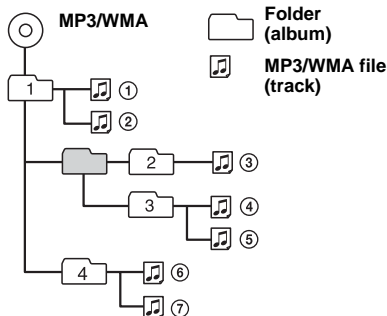 MP3/WMA
Folder
(album)
MP3/WMA file
(track)
1
①
②
2
③
3
④
⑤
4
⑥
⑦